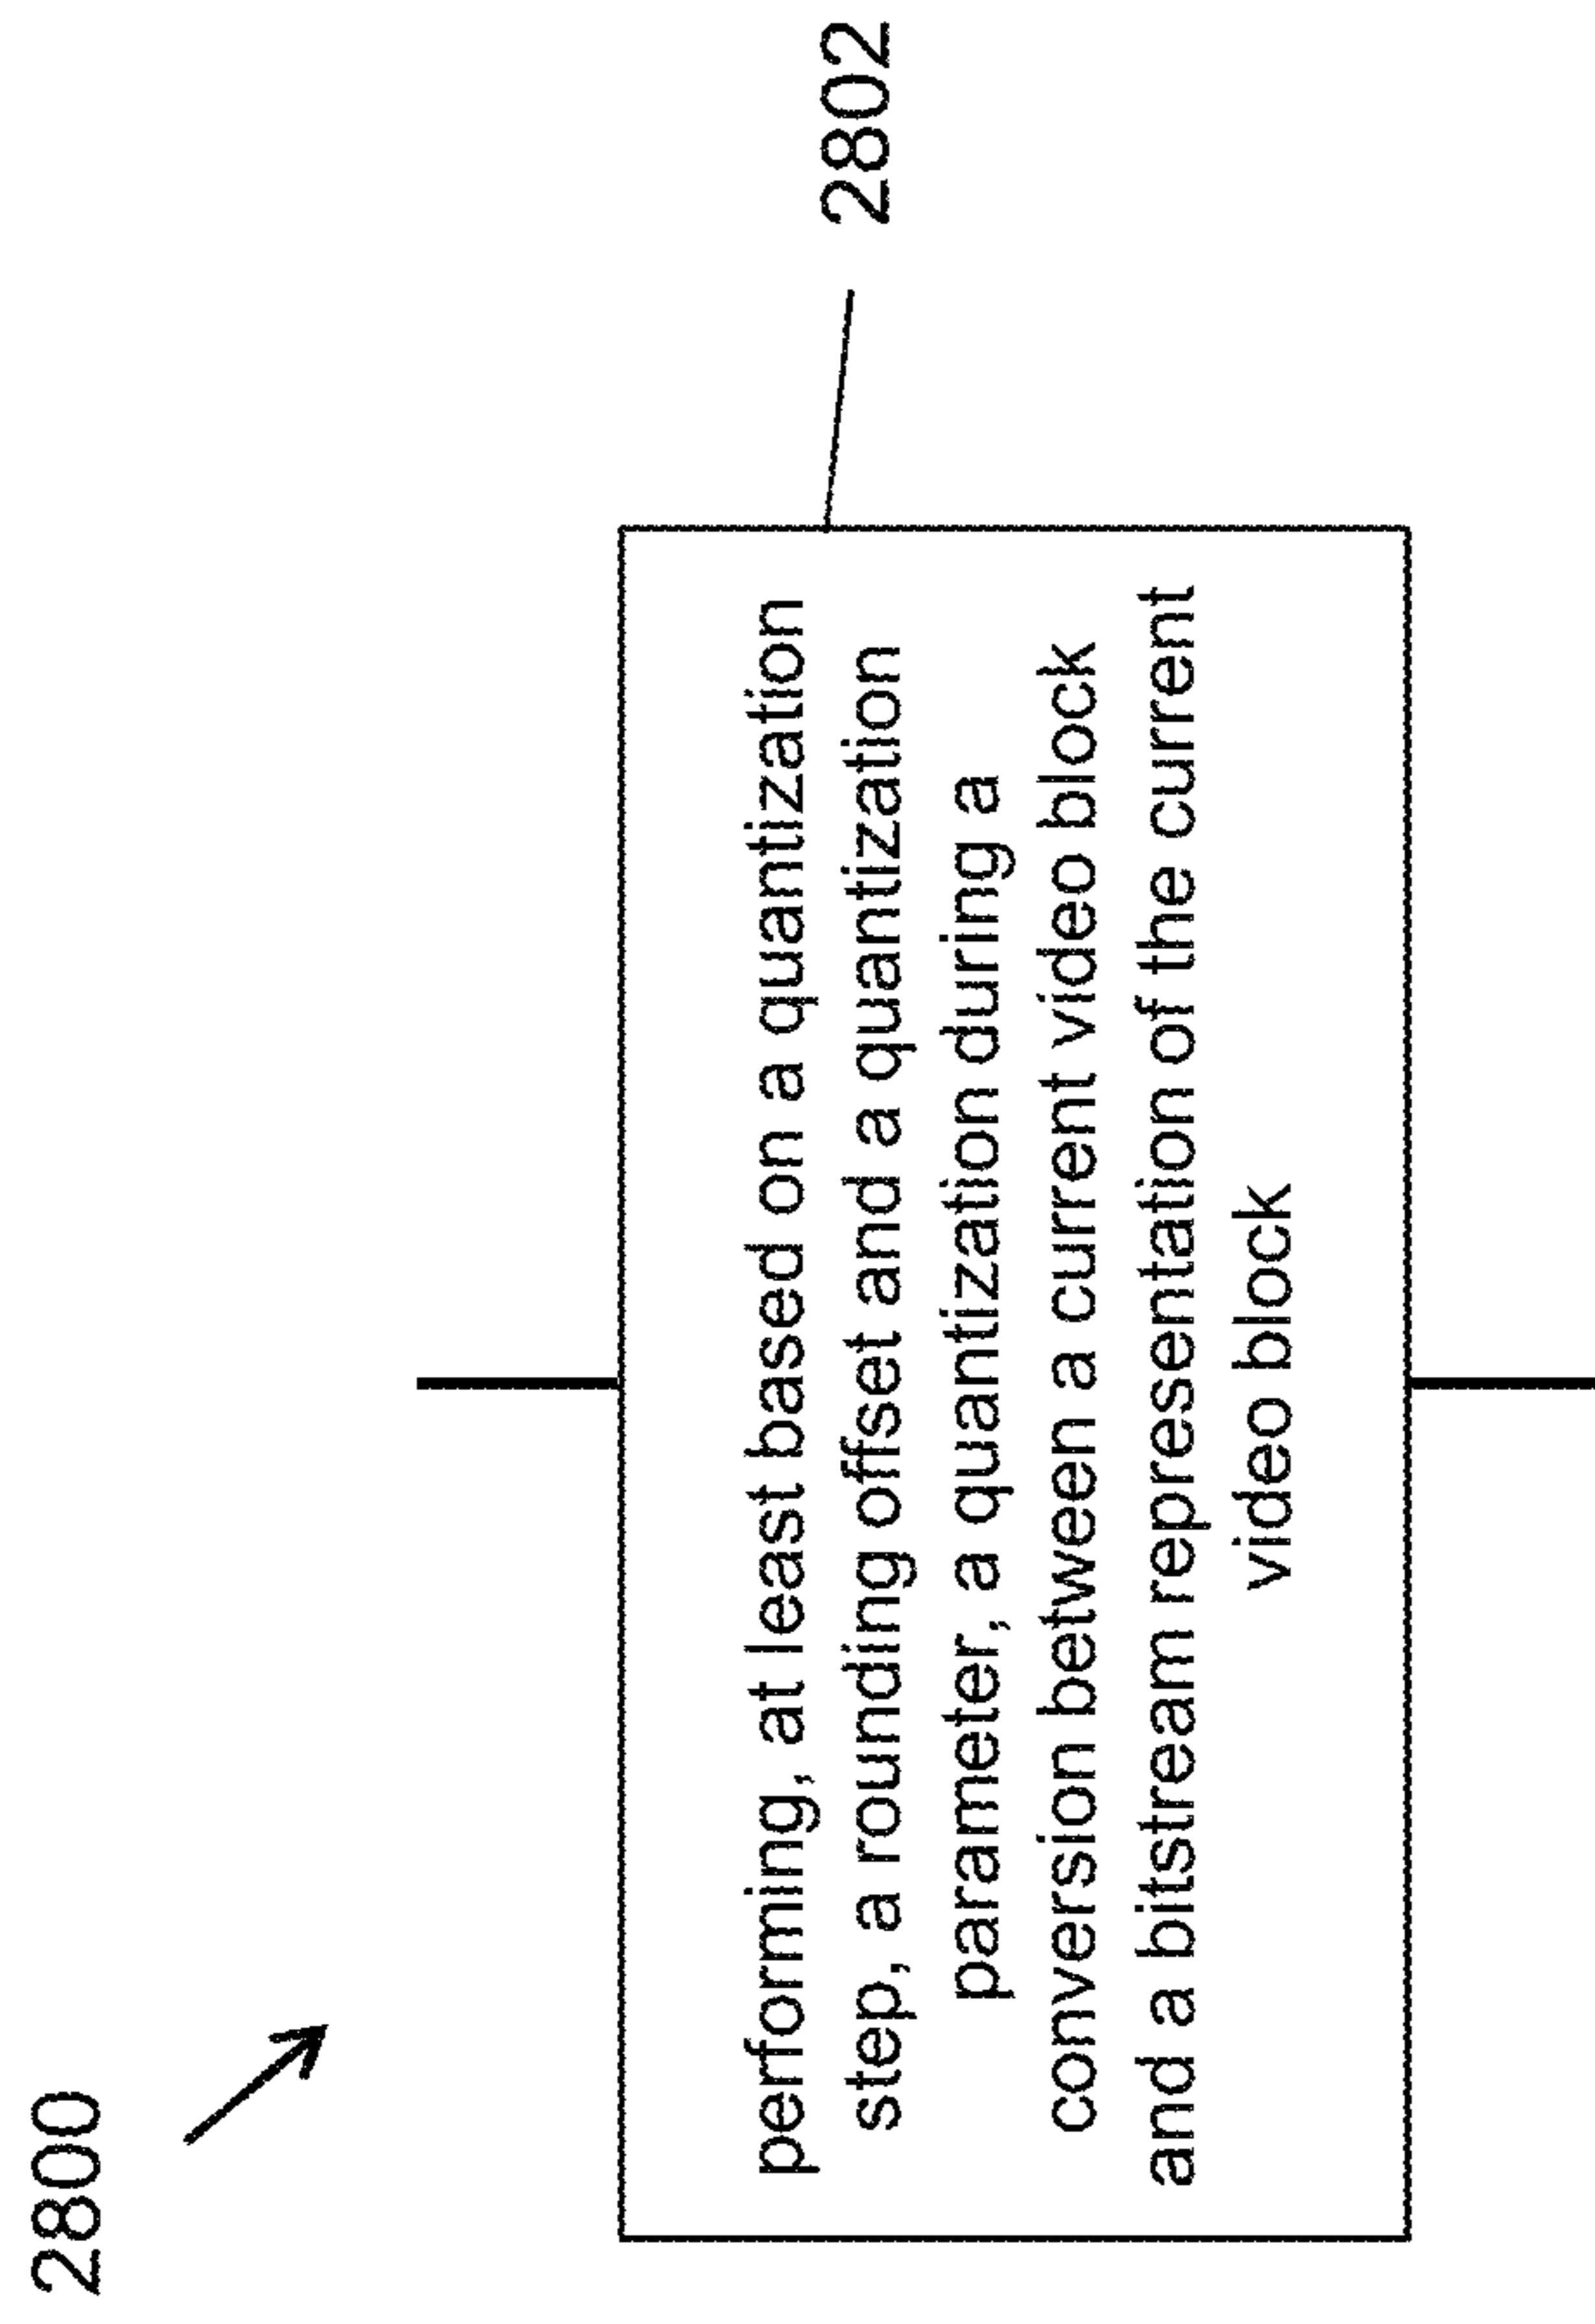 2800
performing, at least based on a quantization
step, a rounding offset and a quantization
parameter, a quantization during a
conversion between a current video block
and a bitstream representation of the current
video block
2802